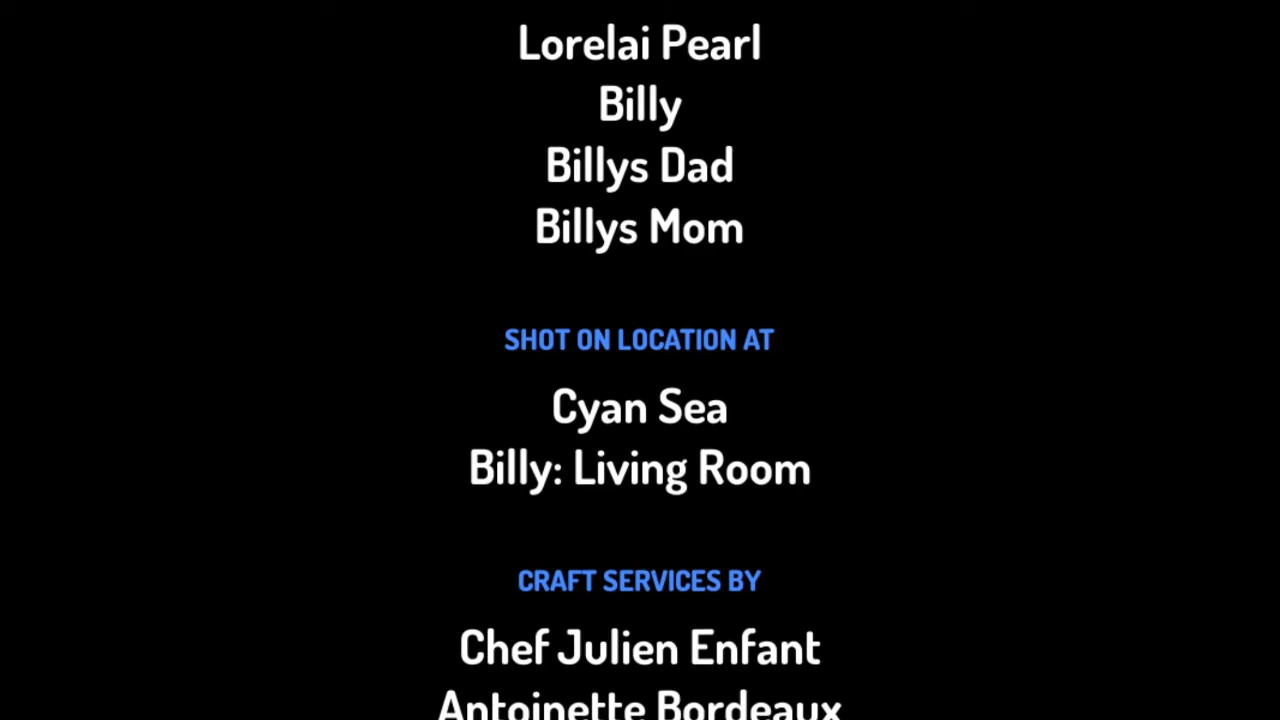 Lorelai Pearl
Billy
Billys Dad
Billys Mom
SHOT ON LOCATION AT
Cyan Sea
Billy: Living Room
CRAFT SERVICES BY
Chef Julien Enfant
Antoinette Bordeaux